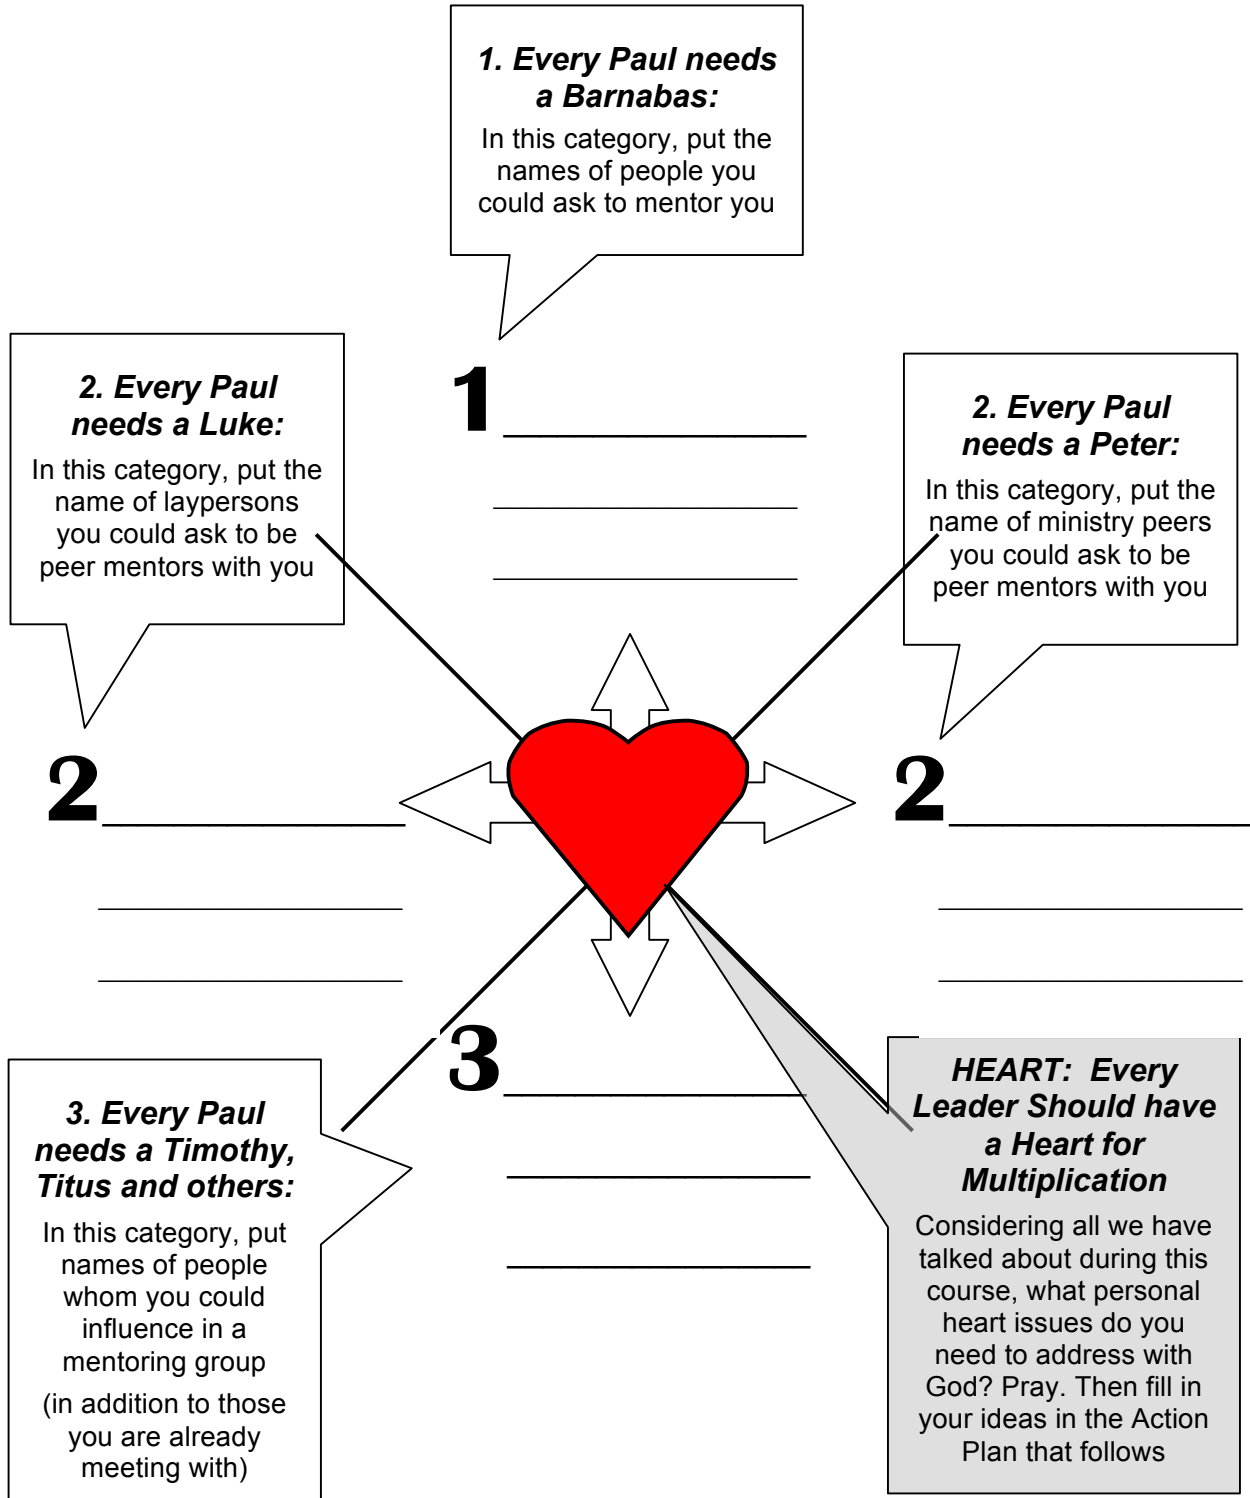 1. Every Paul needs
a Barnabas:
In this category, put the
names of people you
could ask to mentor you
2. Every Paul
needs a Luke:
In this category, put the
name of laypersons
you could ask to be
peer mentors with you
1
2. Every Paul
needs a Peter:
In this category, put the
name of ministry peers
you could ask to be
peer mentors with you
2
2
3
3. Every Paul
needs a Timothy,
Titus and others:
In this category, put
names of people
whom you could
influence in a
mentoring group
(in addition to those
you are already
meeting with)
HEART: Every
Leader Should have
a Heart for
Multiplication
Considering all we have
talked about during this
course, what personal
heart issues do you
need to address with
God? Pray. Then fill in
your ideas in the Action
Plan that follows